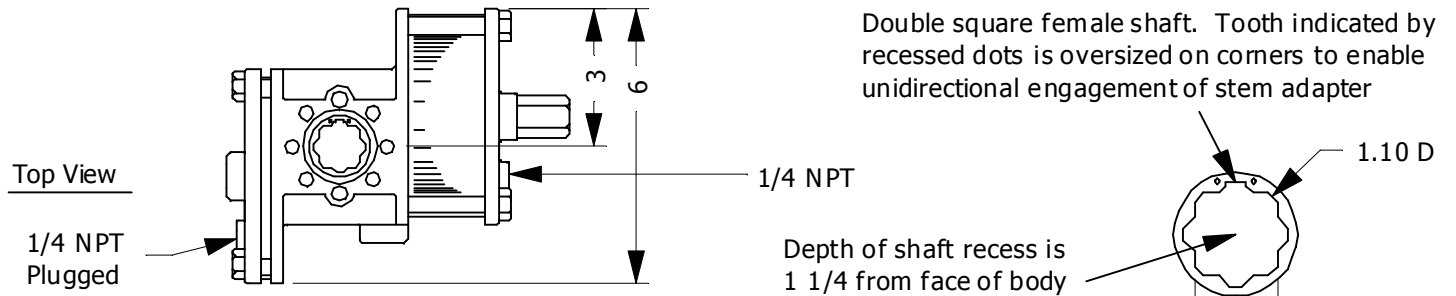 Double square female shaft. Tooth indicated by
recessed dots is oversized on corners to enable
unidirectional engagement of stem adapter
3
6
Top View
1/4 NPT
Plugged
1/4 NPT
1.10 D
Depth of shaft recess is
1 1/4 from face of body